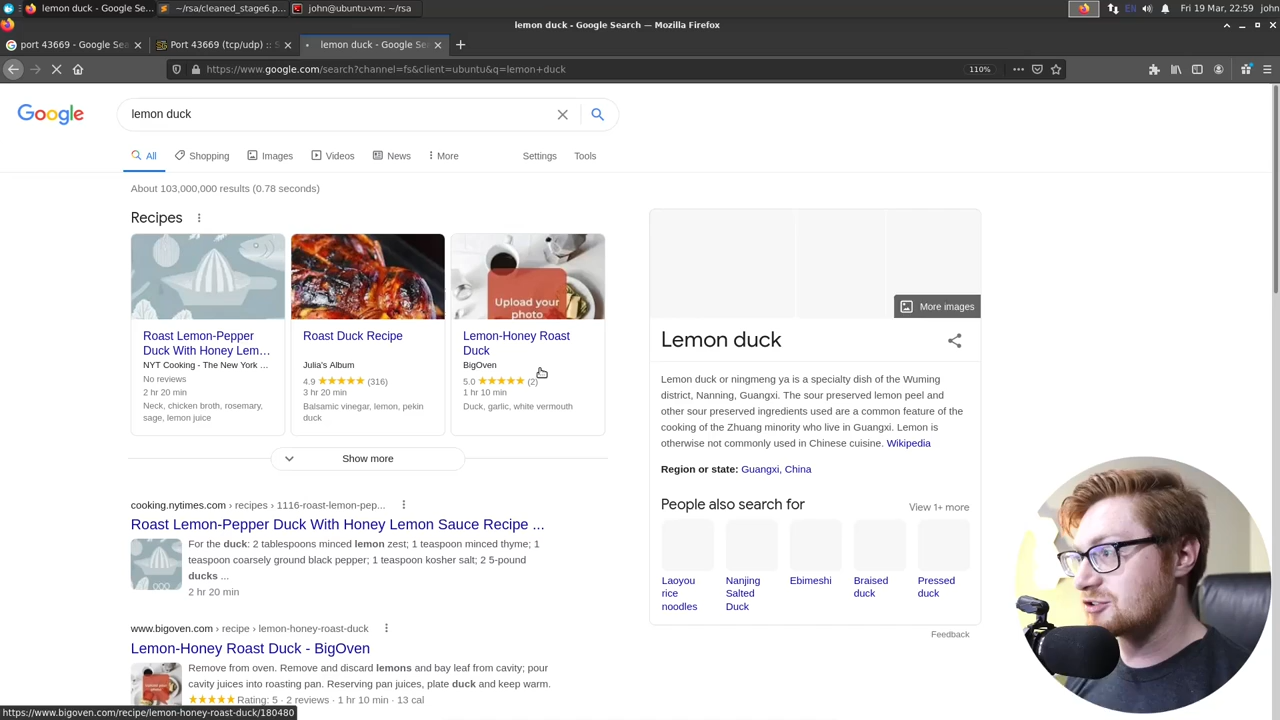 lemon duck - Google Se...
~/rsa/cleaned_stage6.p...
john@ubuntu-vm: ~/rsa
EN
Fri 19 Mar, 22:59
john
lemon duck - Google Search — Mozilla Firefox
port 43669 - Google Sea
Port 43669 (tcp/udp) :: S
lemon duck - Google Sea
https://www.google.com/search?channel=fs&client=ubuntu&q=lemon+duck
110%
Google
lemon duck
All
Shopping
Images
Videos
News
More
Settings
Tools
About 103,000,000 results (0.78 seconds)
Recipes
Upload your
photo
Roast Lemon-Pepper
Duck With Honey Lem...
NYT Cooking - The New York ...
No reviews
2 hr 20 min
Neck, chicken broth, rosemary,
sage, lemon juice
Roast Duck Recipe
Julia's Album
4.9 ★★★★★ (316)
3 hr 20 min
Balsamic vinegar, lemon, pekin
duck
Lemon-Honey Roast
Duck
BigOven
5.0 ★★★★★ (2)
1 hr 10 min
Duck, garlic, white vermouth
Show more
cooking.nytimes.com › recipes › 1116-roast-lemon-pep...
Roast Lemon-Pepper Duck With Honey Lemon Sauce Recipe ...
For the duck: 2 tablespoons minced lemon zest; 1 teaspoon minced thyme; 1
teaspoon coarsely ground black pepper; 1 teaspoon kosher salt; 2 5-pound
ducks ...
2 hr 20 min
www.bigoven.com › recipe › lemon-honey-roast-duck
Lemon-Honey Roast Duck - BigOven
Remove from oven. Remove and discard lemons and bay leaf from cavity; pour
cavity juices into roasting pan. Reserving pan juices, plate duck and keep warm.
★★★★★ Rating: 5 · 2 reviews · 1 hr 10 min · 13 cal
More images
Lemon duck
Lemon duck or ningmeng ya is a specialty dish of the Wuming
district, Nanning, Guangxi. The sour preserved lemon peel and
other sour preserved ingredients used are a common feature of the
cooking of the Zhuang minority who live in Guangxi. Lemon is
otherwise not commonly used in Chinese cuisine. Wikipedia
Region or state: Guangxi, China
People also search for
View 1+ more
Laoyou
rice
noodles
Nanjing
Salted
Duck
Ebimeshi
Braised
duck
Pressed
duck
Feedback
https://www.bigoven.com/recipe/lemon-honey-roast-duck/180480